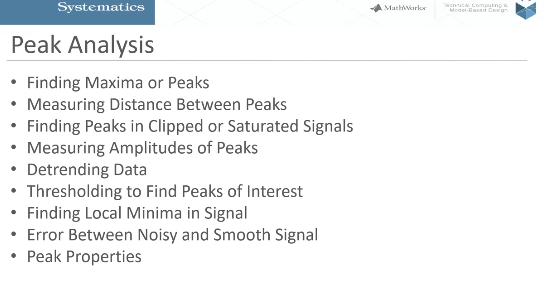 Systematics
MathWorks
Technical Computing &
Model-Based Design
Peak Analysis
• Finding Maxima or Peaks
• Measuring Distance Between Peaks
• Finding Peaks in Clipped or Saturated Signals
• Measuring Amplitudes of Peaks
• Detrending Data
• Thresholding to Find Peaks of Interest
• Finding Local Minima in Signal
• Error Between Noisy and Smooth Signal
• Peak Properties